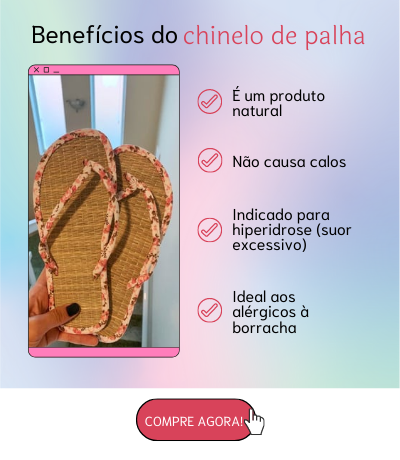 Benefícios do chinelo de palha
É um produto
natural
Não causa calos
Indicado para
hiperidrose (suor
excessivo)
Ideal aos
alérgicos à
borracha
COMPRE AGORA!